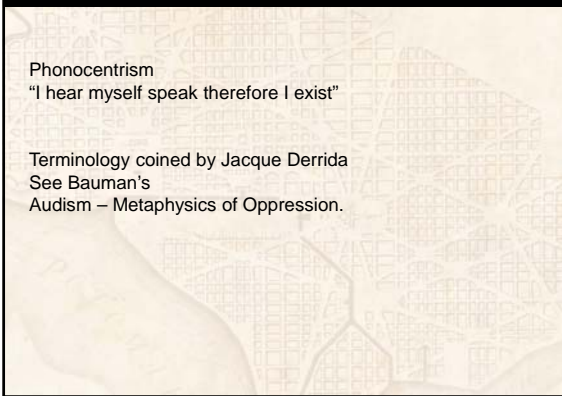 Phonocentrism
“I hear myself speak therefore I exist”
Terminology coined by Jacque Derrida
See Bauman’s
Audism – Metaphysics of Oppression.